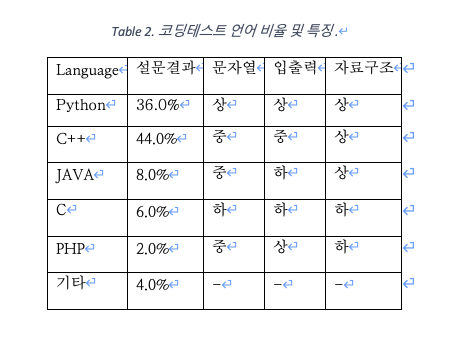 Table 2. 코딩테스트 언어 비율 및 특징.
Language 설문결과 문자열 입출력 자료구조
Python 36.0% 상 상 상
C++ 44.0% 중 중 상
JAVA 8.0% 중 하 상
C 6.0% 하 하 하
PHP 2.0% 중 상 하
기타 4.0% – – –